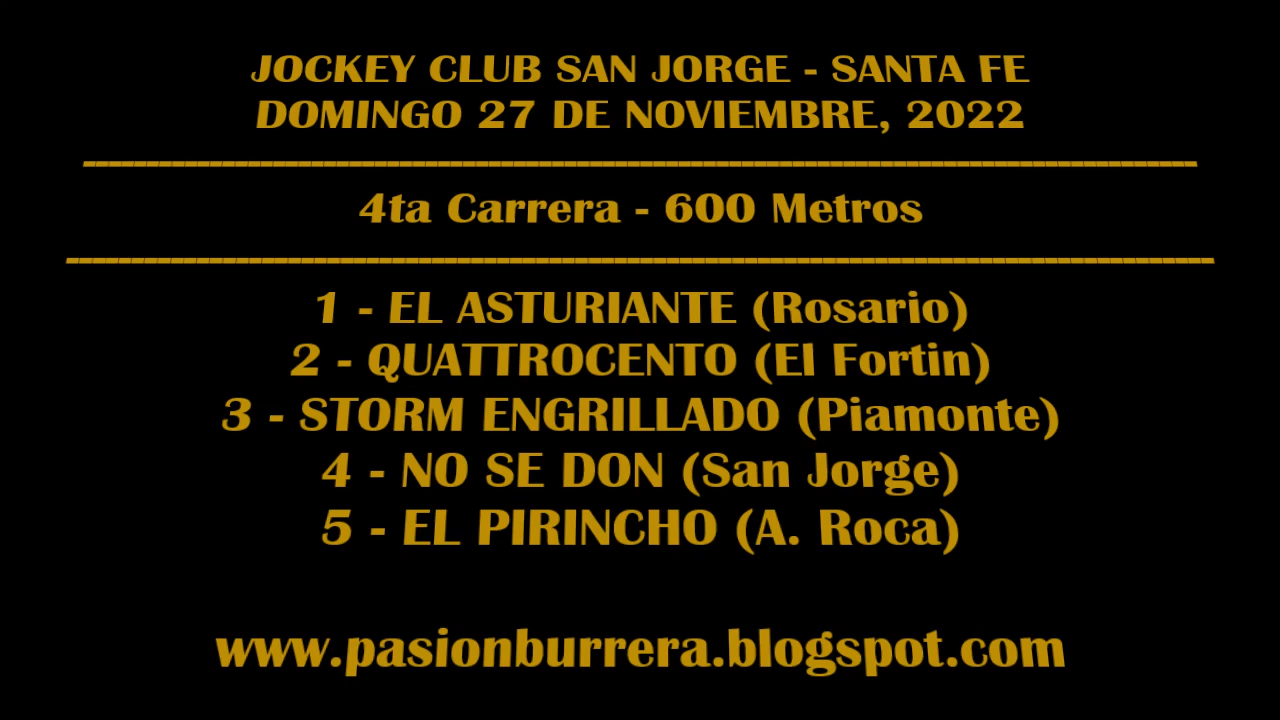 JOCKEY CLUB SAN JORGE - SANTA FE
DOMINGO 27 DE NOVIEMBRE, 2022
4ta Carrera - 600 Metros
1 - EL ASTURIANTE (Rosario)
2 - QUATTROCENTO (El Fortin)
3 - STORM ENGRILLADO (Piamonte)
4 - NO SE DON (San Jorge)
5 - EL PIRINCHO (A. Roca)
www.pasionburrera.blogspot.com